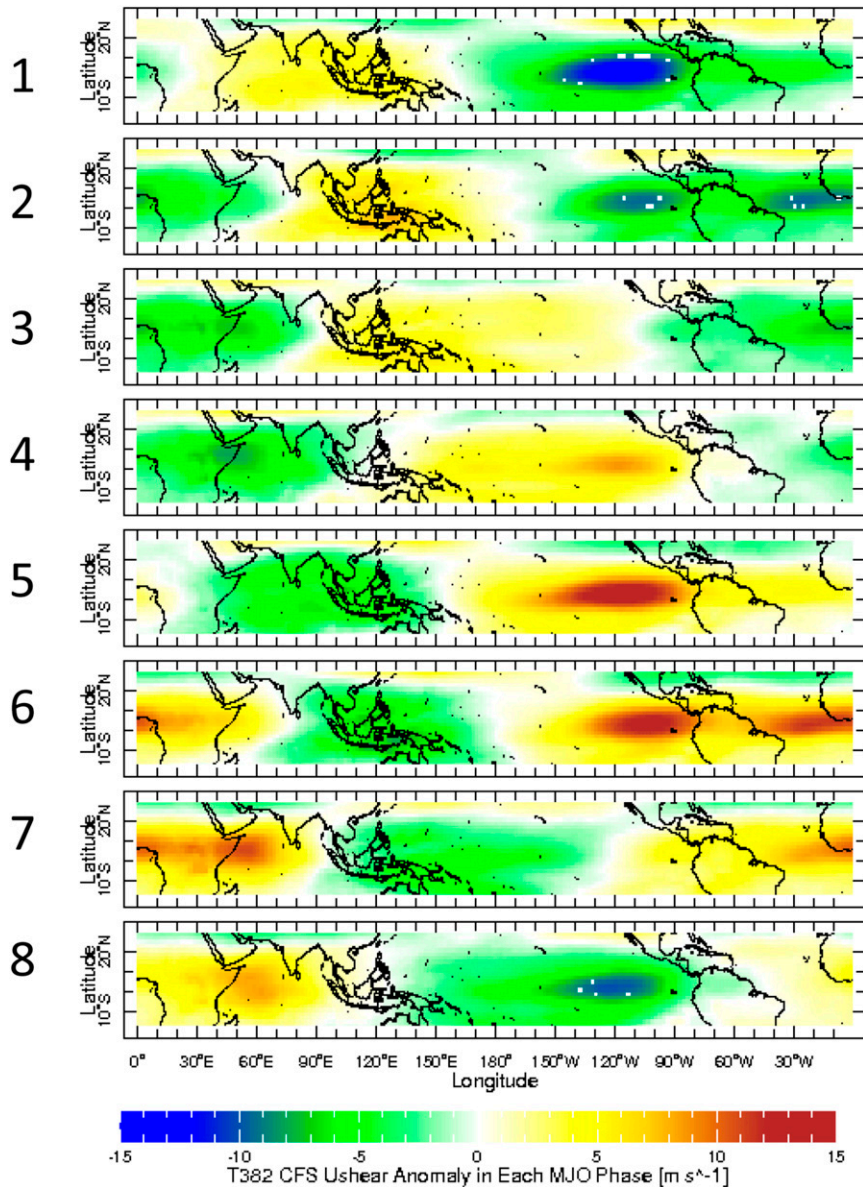 1
Latitude
20°N
10°S
2
Latitude
20°N
10°S
3
Latitude
20°N
10°S
4
Latitude
20°N
10°S
5
Latitude
20°N
10°S
6
Latitude
20°N
10°S
7
Latitude
20°N
10°S
8
Latitude
20°N
10°S
0° 30°E 60°E 90°E 120°E 150°E 180° 150°W 120°W 90°W 60°W 30°W
Longitude
-15 -10 -5 0 5 10 15
T382 CFS Ushear Anomaly in Each MJO Phase [m s^-1]